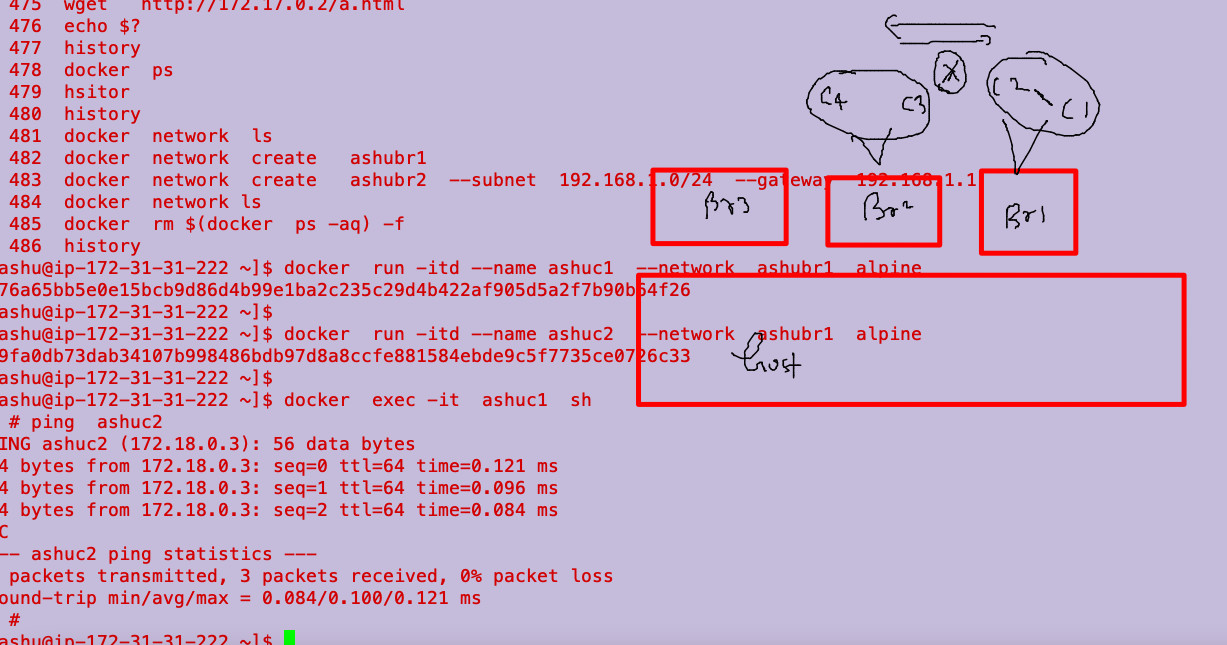 475 wget http://172.17.0.2/a.html
476 echo $?
477 history
478 docker ps
479 hsitor
480 history
481 docker network ls
482 docker network create ashubr1
483 docker network create ashubr2 --subnet 192.168.1.0/24 --gateway 192.168.1.1
484 docker network ls
485 docker rm $(docker ps -aq) -f
486 history
ashu@ip-172-31-31-222 ~]$ docker run -itd --name ashuc1 --network ashubr1 alpine
76a65bb5e0e15bcb9d86d4b99e1ba2c235c29d4b422af905d5a2f7b90b64f26
ashu@ip-172-31-31-222 ~]$
ashu@ip-172-31-31-222 ~]$ docker run -itd --name ashuc2 --network ashubr1 alpine
9fa0db73dab34107b998486bdb97d8a8ccfe881584ebde9c5f7735ce0726c33
ashu@ip-172-31-31-222 ~]$
ashu@ip-172-31-31-222 ~]$ docker exec -it ashuc1 sh
# ping ashuc2
ING ashuc2 (172.18.0.3): 56 data bytes
4 bytes from 172.18.0.3: seq=0 ttl=64 time=0.121 ms
4 bytes from 172.18.0.3: seq=1 ttl=64 time=0.096 ms
4 bytes from 172.18.0.3: seq=2 ttl=64 time=0.084 ms
C
-- ashuc2 ping statistics ---
packets transmitted, 3 packets received, 0% packet loss
ound-trip min/avg/max = 0.084/0.100/0.121 ms
#
ashu@ip-172-31-31-222 ~]$
X
C4 C3
C2 C1
Br3 Br2 Br1
host